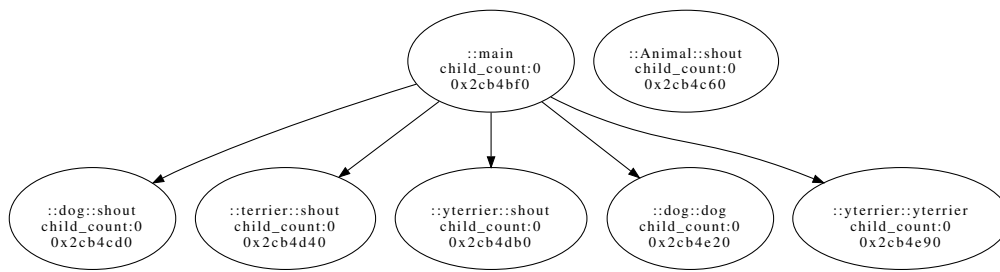 ::main
child_count:0
0x2cb4bf0
::Animal::shout
child_count:0
0x2cb4c60
::dog::shout
child_count:0
0x2cb4cd0
::terrier::shout
child_count:0
0x2cb4d40
::yterrier::shout
child_count:0
0x2cb4db0
::dog::dog
child_count:0
0x2cb4e20
::yterrier::yterrier
child_count:0
0x2cb4e90